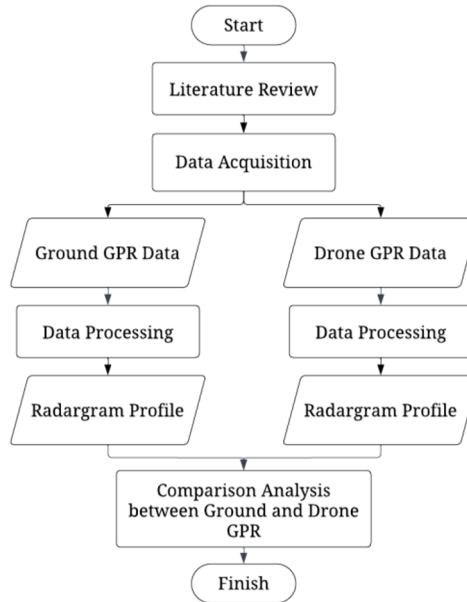 Start
Literature Review
Data Acquisition
Ground GPR Data
Drone GPR Data
Data Processing
Data Processing
Radargram Profile
Radargram Profile
Comparison Analysis
between Ground and Drone
GPR
Finish